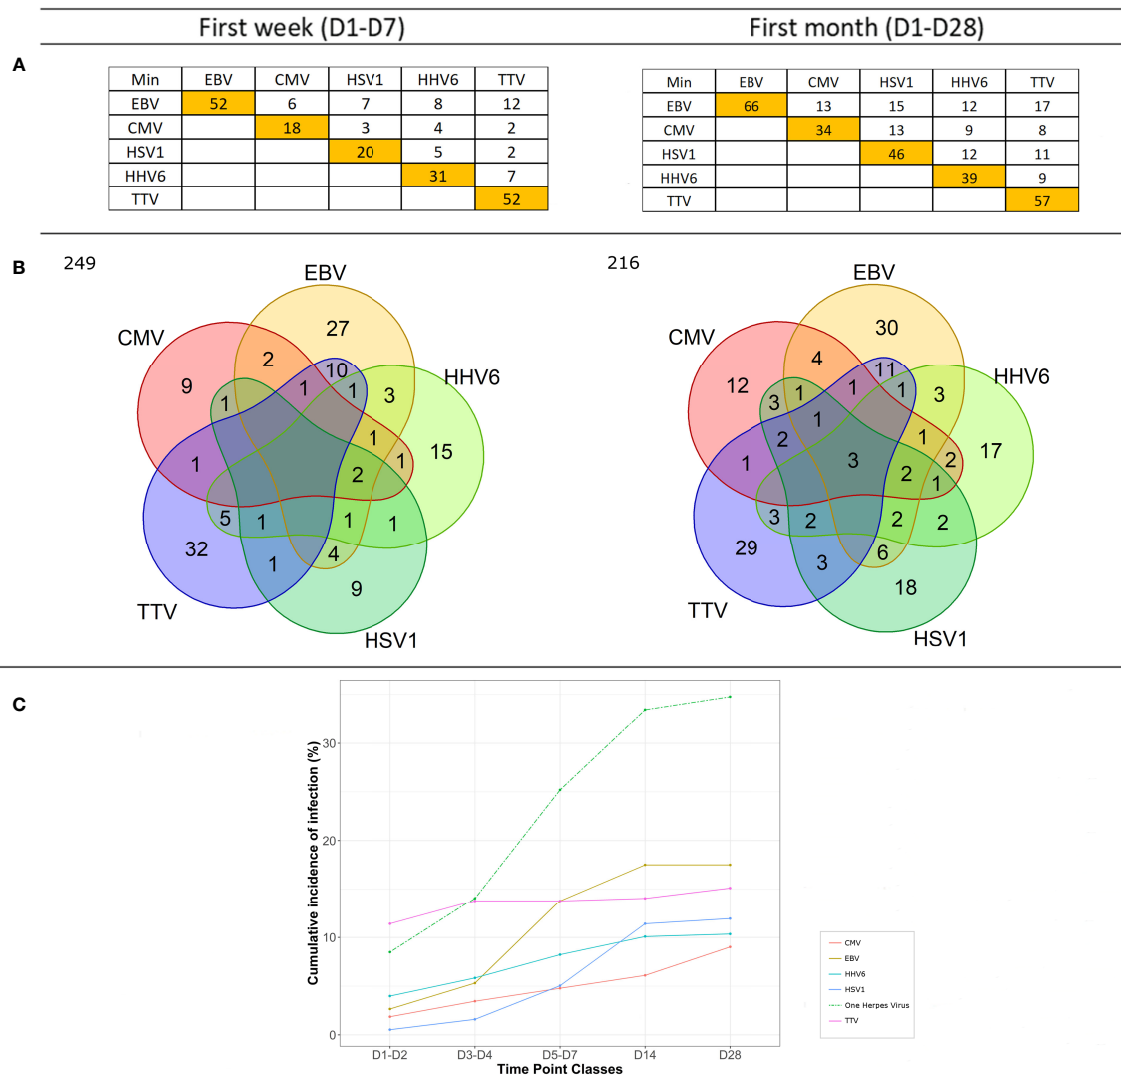 First week (D1-D7)
First month (D1-D28)
A
Min EBV CMV HSV1 HHV6 TTV
EBV 52 6 7 8 12
CMV 18 3 4 2
HSV1 20 5 2
HHV6 31 7
TTV 52
Min EBV CMV HSV1 HHV6 TTV
EBV 66 13 15 12 17
CMV 34 13 9 8
HSV1 46 12 11
HHV6 39 9
TTV 57
B
249
EBV
CMV
HHV6
TTV
HSV1
27
2
10
9
1
1
3
1
1
1
15
1
2
5
1
1
1
32
1
4
9
216
EBV
CMV
HHV6
TTV
HSV1
30
4
11
12
1
1
3
3
1
1
1
17
2
2
1
3
2
1
3
2
2
2
29
3
6
18
C
Cumulative incidence of infection (%)
30
20
10
0
D1-D2 D3-D4 D5-D7 D14 D28
Time Point Classes
CMV
EBV
HHV6
HSV1
One Herpes Virus
TTV